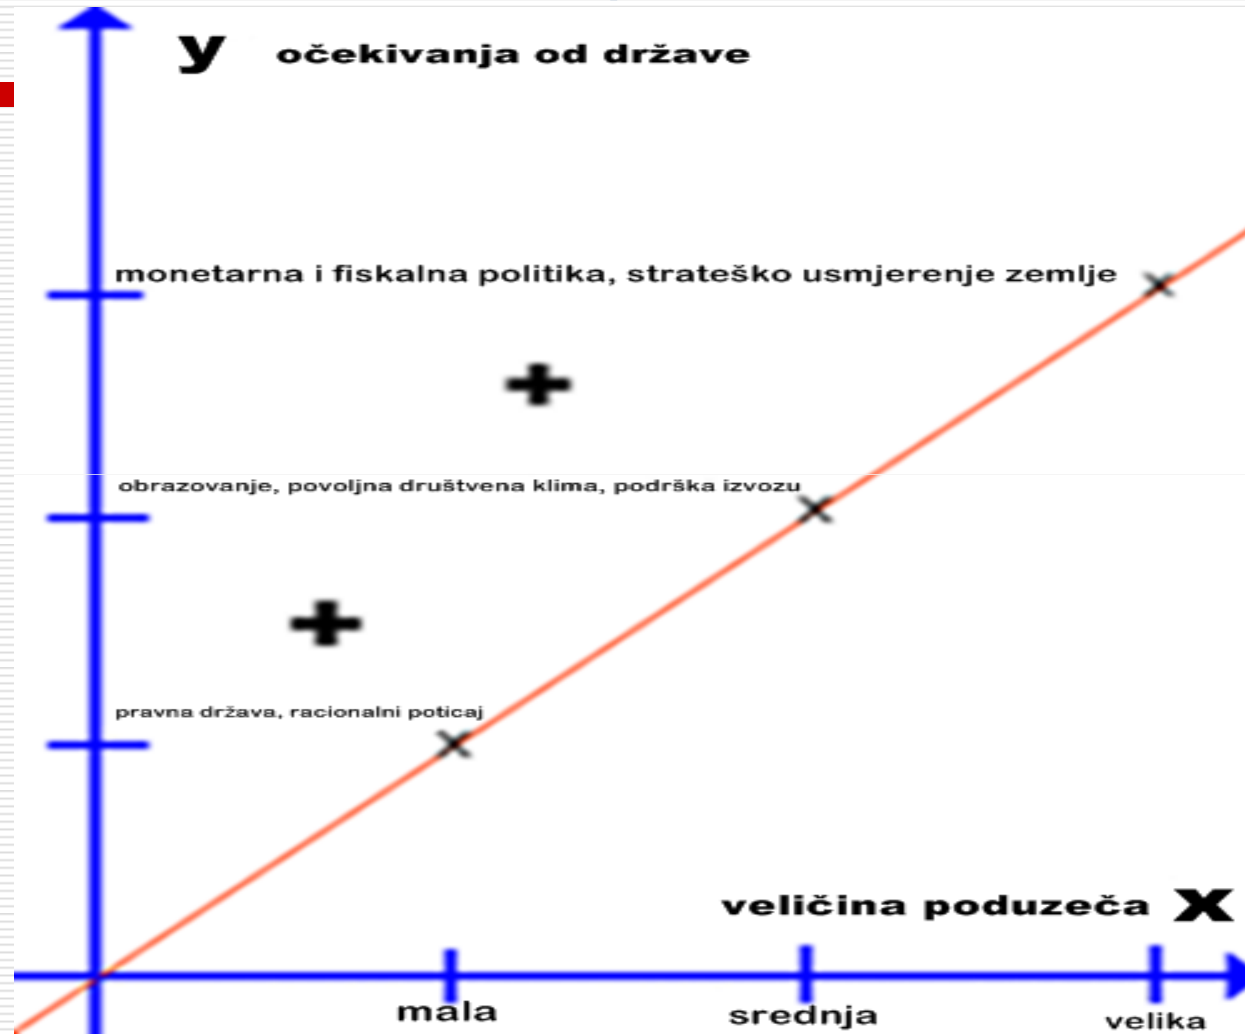 y očekivanja od države
monetarna i fiskalna politika, strateško usmjerenje zemlje
+
obrazovanje, povoljna društvena klima, podrška izvozu
+
pravna država, racionalni poticaj
veličina poduzeča x
mala srednja velika